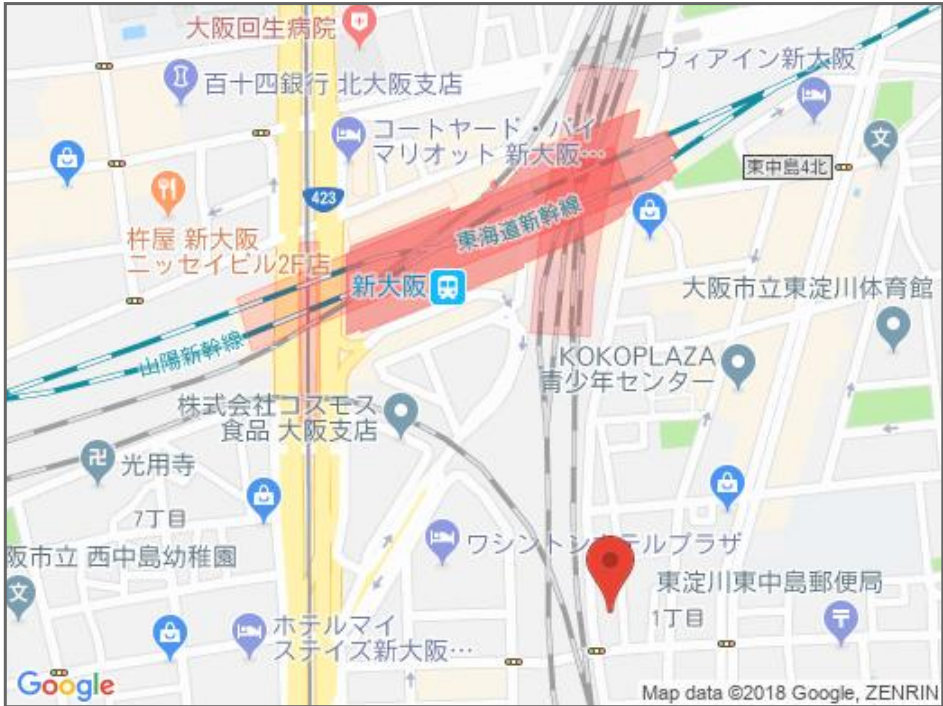 大阪回生病院
ヴィアイン新大阪
百十四銀行 北大阪支店
コートヤード・バイ
マリオット 新大阪…
東中島4北
423
東海道新幹線
杵屋 新大阪
ニッセイビル2F店
新大阪
大阪市立東淀川体育館
山陽新幹線
KOKOPLAZA
青少年センター
株式会社コスモス
食品 大阪支店
光用寺
7丁目
ワシントンホテルプラザ
阪市立 西中島幼稚園
東淀川東中島郵便局
1丁目
ホテルマイ
ステイズ新大阪…
Google
Map data ©2018 Google, ZENRIN